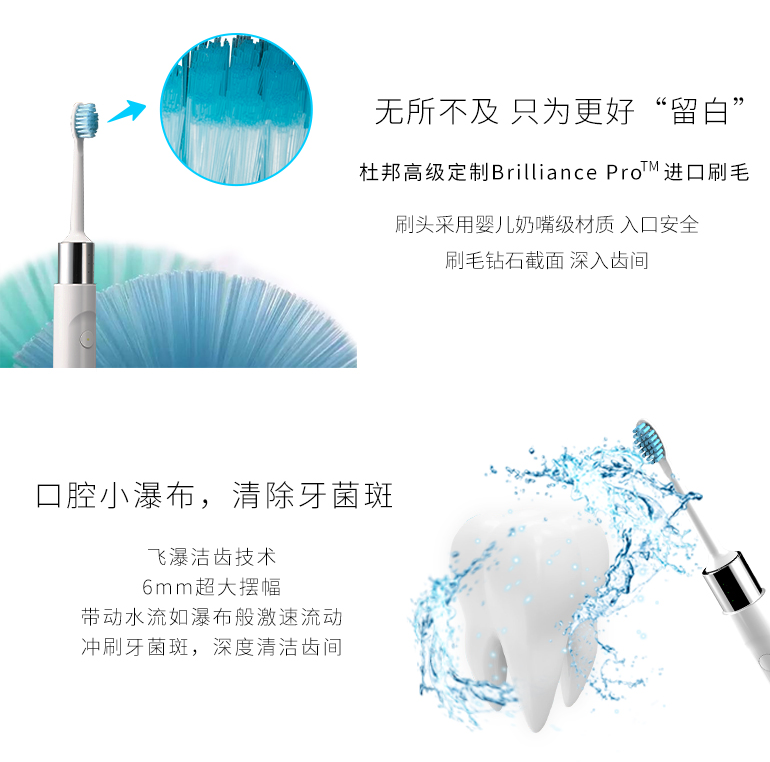 无所不及 只为更好“留白”
杜邦高级定制Brilliance Pro™进口刷毛
刷头采用婴儿奶嘴级材质 入口安全
刷毛钻石截面 深入齿间
口腔小瀑布，清除牙菌斑
飞瀑洁齿技术
6mm超大摆幅
带动水流如瀑布般激速流动
冲刷牙菌斑，深度清洁齿间